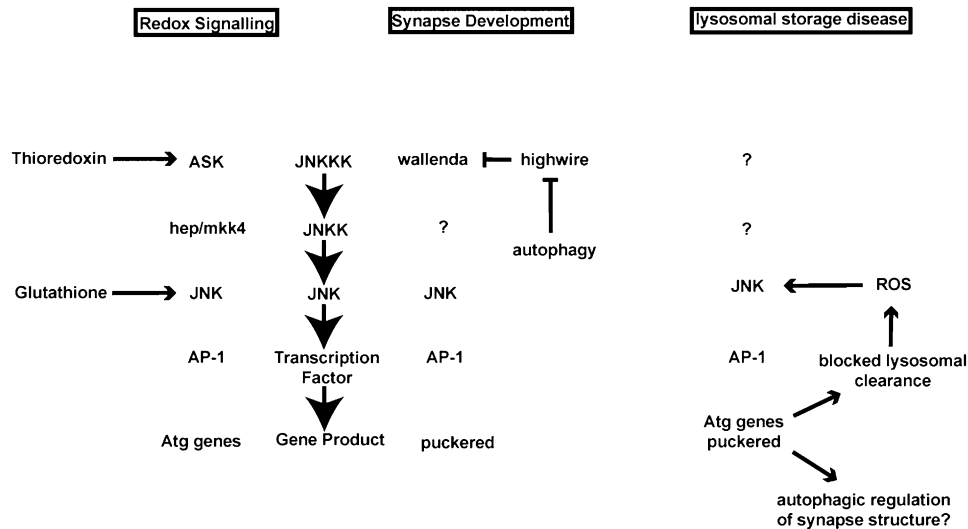 Redox Signalling
Synapse Development
lysosomal storage disease
Thioredoxin
ASK
JNKKK
wallenda
highwire
?
hep/mkk4
JNKK
?
autophagy
?
Glutathione
JNK
JNK
JNK
JNK
ROS
AP-1
Transcription
Factor
AP-1
AP-1
blocked lysosomal
clearance
Atg genes
Gene Product
puckered
Atg genes
puckered
autophagic regulation
of synapse structure?